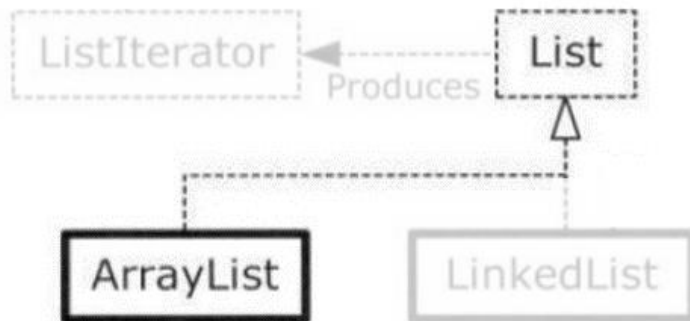 ListIterator
List
Produces
ArrayList
LinkedList